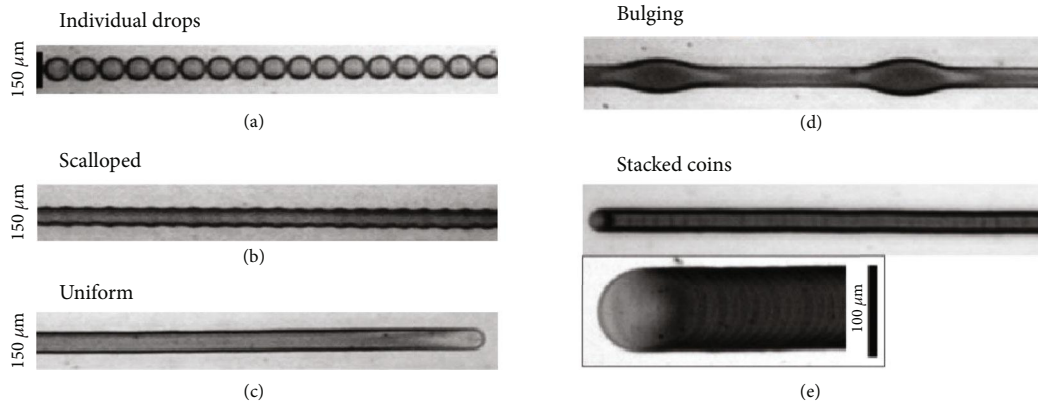 Individual drops
150 μm
(a)
Scalloped
150 μm
(b)
Uniform
150 μm
(c)
Bulging
(d)
Stacked coins
100 μm
(e)